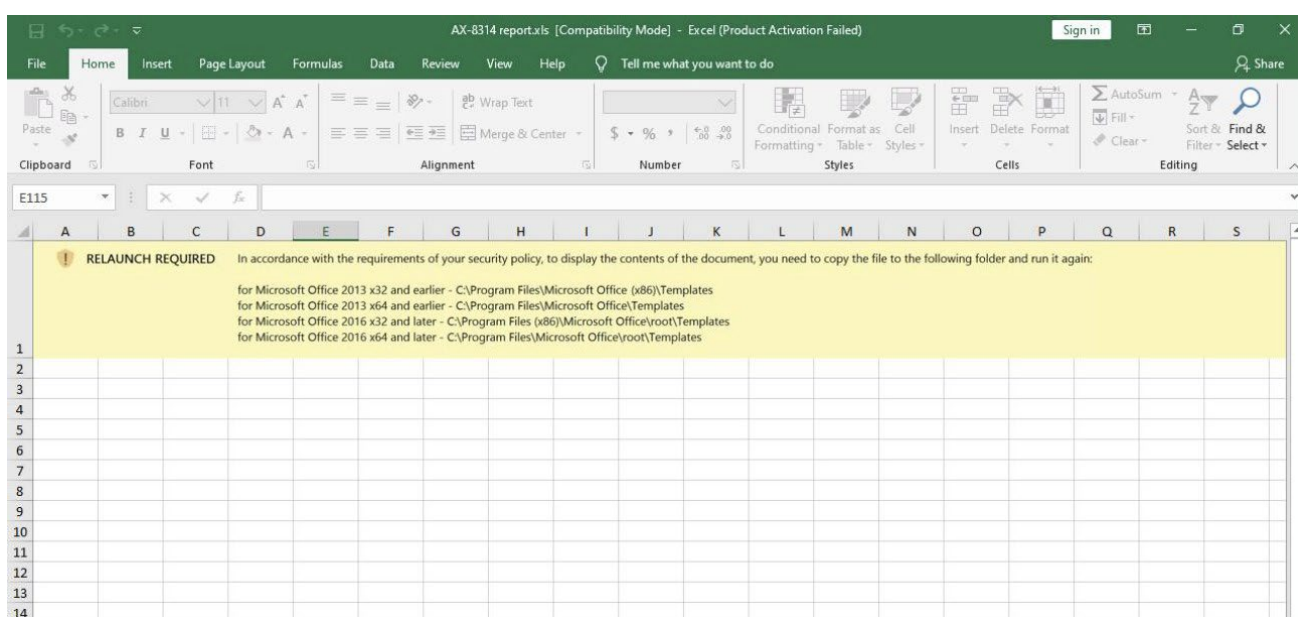 AX-8314 report.xls [Compatibility Mode] - Excel (Product Activation Failed)
Sign in
File Home Insert Page Layout Formulas Data Review View Help Tell me what you want to do
Share
Paste
Calibri 11
Wrap Text
AutoSum
Fill
Clear
B I U
Merge & Center
$ % ,
Conditional Formatting
Format as Table
Cell Styles
Insert Delete Format
Sort & Filter
Find & Select
Clipboard Font Alignment Number Styles Cells Editing
E115
fx
A B C D E F G H I J K L M N O P Q R S
RELAUNCH REQUIRED In accordance with the requirements of your security policy, to display the contents of the document, you need to copy the file to the following folder and run it again:
for Microsoft Office 2013 x32 and earlier - C:\Program Files\Microsoft Office (x86)\Templates
for Microsoft Office 2013 x64 and earlier - C:\Program Files\Microsoft Office\Templates
for Microsoft Office 2016 x32 and later - C:\Program Files (x86)\Microsoft Office\root\Templates
for Microsoft Office 2016 x64 and later - C:\Program Files\Microsoft Office\root\Templates
1
2
3
4
5
6
7
8
9
10
11
12
13
14